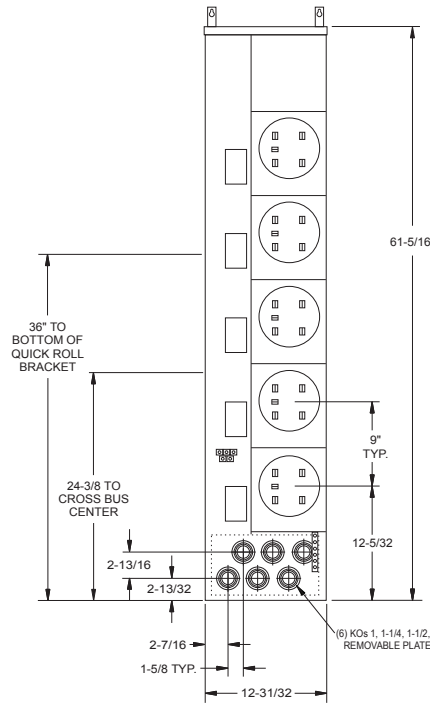 61-5/16
36" TO
BOTTOM OF
QUICK ROLL
BRACKET
24-3/8 TO
CROSS BUS
CENTER
9"
TYP.
12-5/32
2-13/16
2-13/32
(6) KOs 1, 1-1/4, 1-1/2,
REMOVABLE PLATE
2-7/16
1-5/8 TYP.
12-31/32